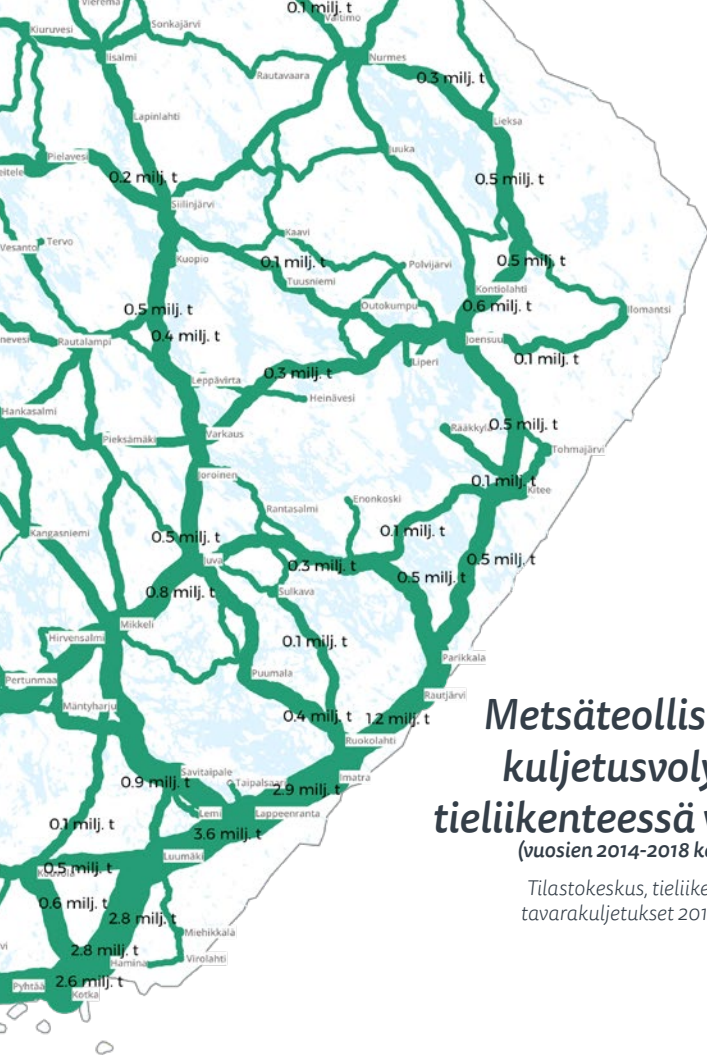 0.1 milj. t
Vieremä
Valtimo
Sonkajärvi
Kiuruvesi
Iisalmi
Nurmes
Rautavaara
0.3 milj. t
Lapinlahti
Lieksa
Juuka
Pielavesi
0.2 milj. t
0.5 milj. t
Siilinjärvi
Kaavi
Vesanto
Tervo
Kuopio
0.1 milj. t
Polvijärvi
0.5 milj. t
Tuusniemi
Kontiolahti
Outokumpu
0.6 milj. t
0.5 milj. t
Ilomantsi
0.4 milj. t
Rautalampi
Joensuu
Liperi
0.1 milj. t
0.3 milj. t
Leppävirta
Heinävesi
Hankasalmi
0.5 milj. t
Rääkkylä
Pieksämäki
Varkaus
Tohmajärvi
Joroinen
0.1 milj. t
Kitee
Enonkoski
Rantasalmi
Kangasniemi
0.5 milj. t
0.1 milj. t
Juva
0.3 milj. t
0.5 milj. t
0.5 milj. t
0.8 milj. t
Sulkava
Mikkeli
Hirvensalmi
0.1 milj. t
Parikkala
Puumala
Pertunmaa
Rautjärvi
Mäntyharju
0.4 milj. t
1.2 milj. t
Ruokolahti
Metsäteollis
kuljetusvoly
tieliikenteessä v
(vuosien 2014-2018 k
Tilastokeskus, tieliike
tavarakuljetukset 201
Savitaipale
Imatra
0.9 milj. t
Taipalsaari
2.9 milj. t
Lemi
Lappeenranta
0.1 milj. t
3.6 milj. t
Luumäki
0.5 milj. t
Kouvola
0.6 milj. t
2.8 milj. t
Miehikkälä
2.8 milj. t
Hamina
Virolahti
2.6 milj. t
Pyhtää
Kotka